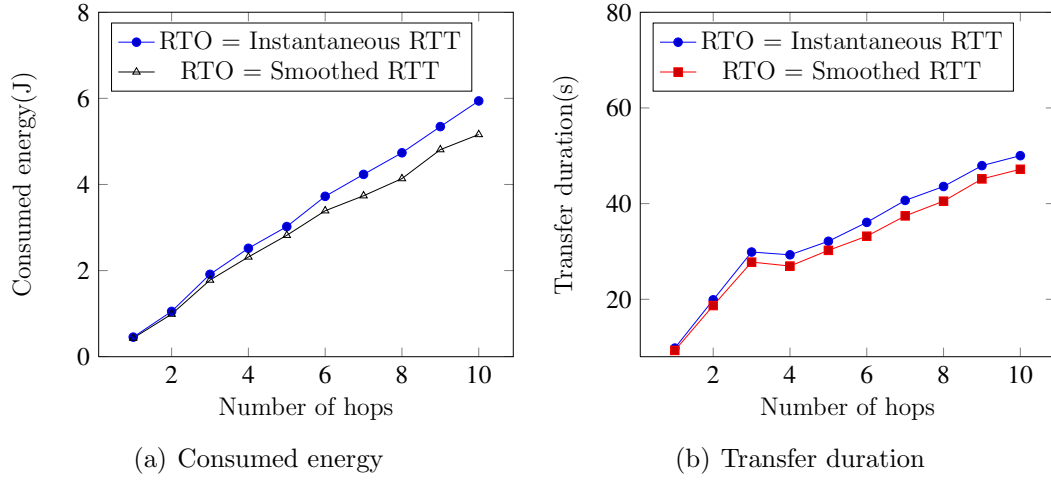 RTO = Instantaneous RTT
RTO = Smoothed RTT
Consumed energy(J)
8
6
4
2
0
2 4 6 8 10
Number of hops
(a) Consumed energy
RTO = Instantaneous RTT
RTO = Smoothed RTT
Transfer duration(s)
80
60
40
20
2 4 6 8 10
Number of hops
(b) Transfer duration